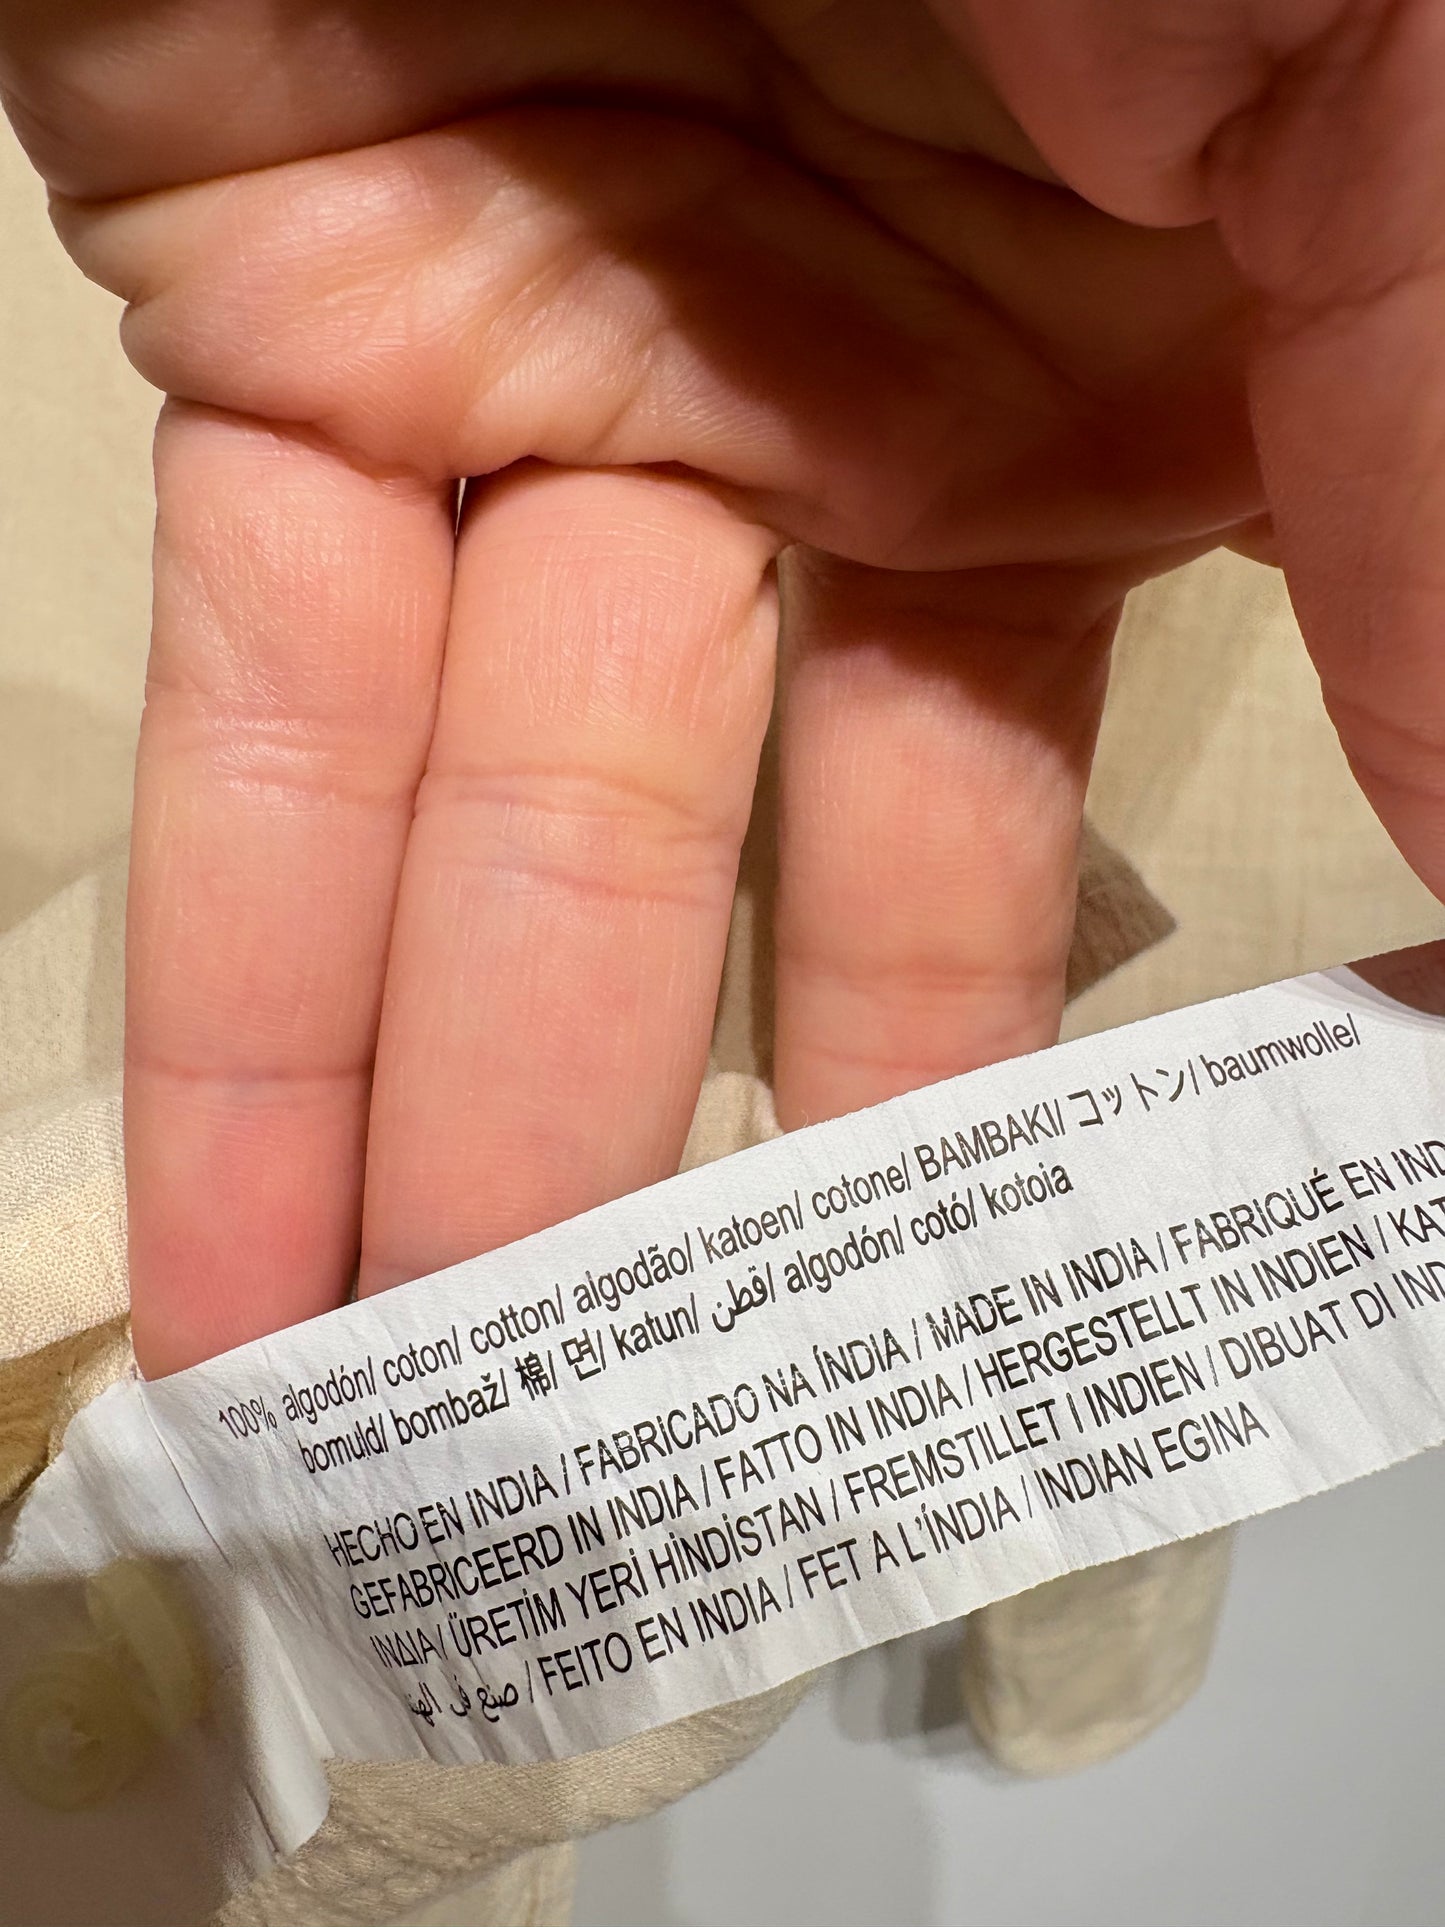 100% algodón/ coton/ cotton/ algodão/ katoen/ cotone/ ΒΑΜΒΑΚΙ/ コットン/ baumwolle/
bomuld/ bombaž/ 棉/ 면/ katun/ قطن/ algodón/ cotó/ kotoia
HECHO EN INDIA / FABRICADO NA ÍNDIA / MADE IN INDIA / FABRIQUÉ EN IND
GEFABRICEERD IN INDIA / FATTO IN INDIA / HERGESTELLT IN INDIEN / ΚΑΤ
ΙΝΔΙΑ/ ÜRETİM YERİ HİNDİSTAN / FREMSTILLET I INDIEN / DIBUAT DI IND
صنع في الهند / FEITO EN INDIA / FET A L'ÍNDIA / INDIAN EGINA